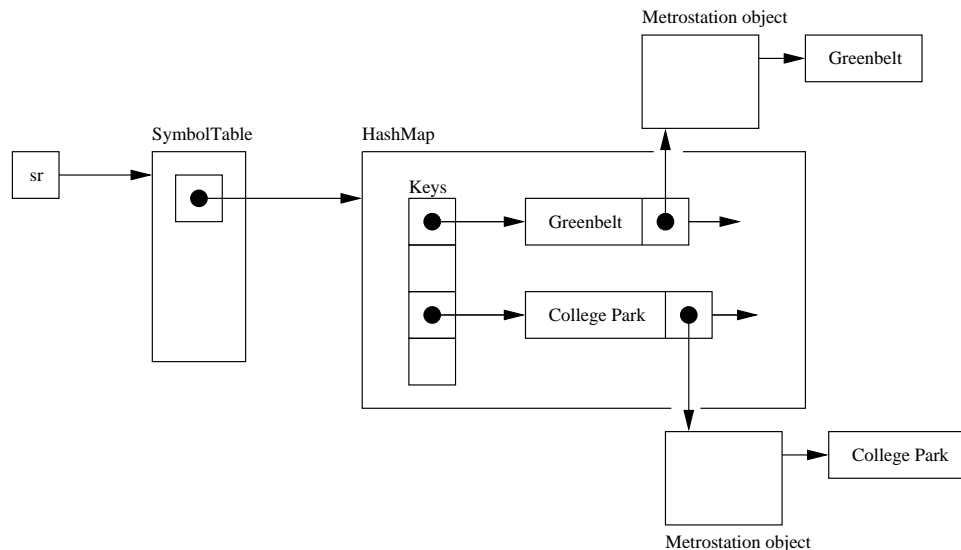 Metrostation object
Greenbelt
SymbolTable
HashMap
sr
Keys
Greenbelt
College Park
College Park
Metrostation object